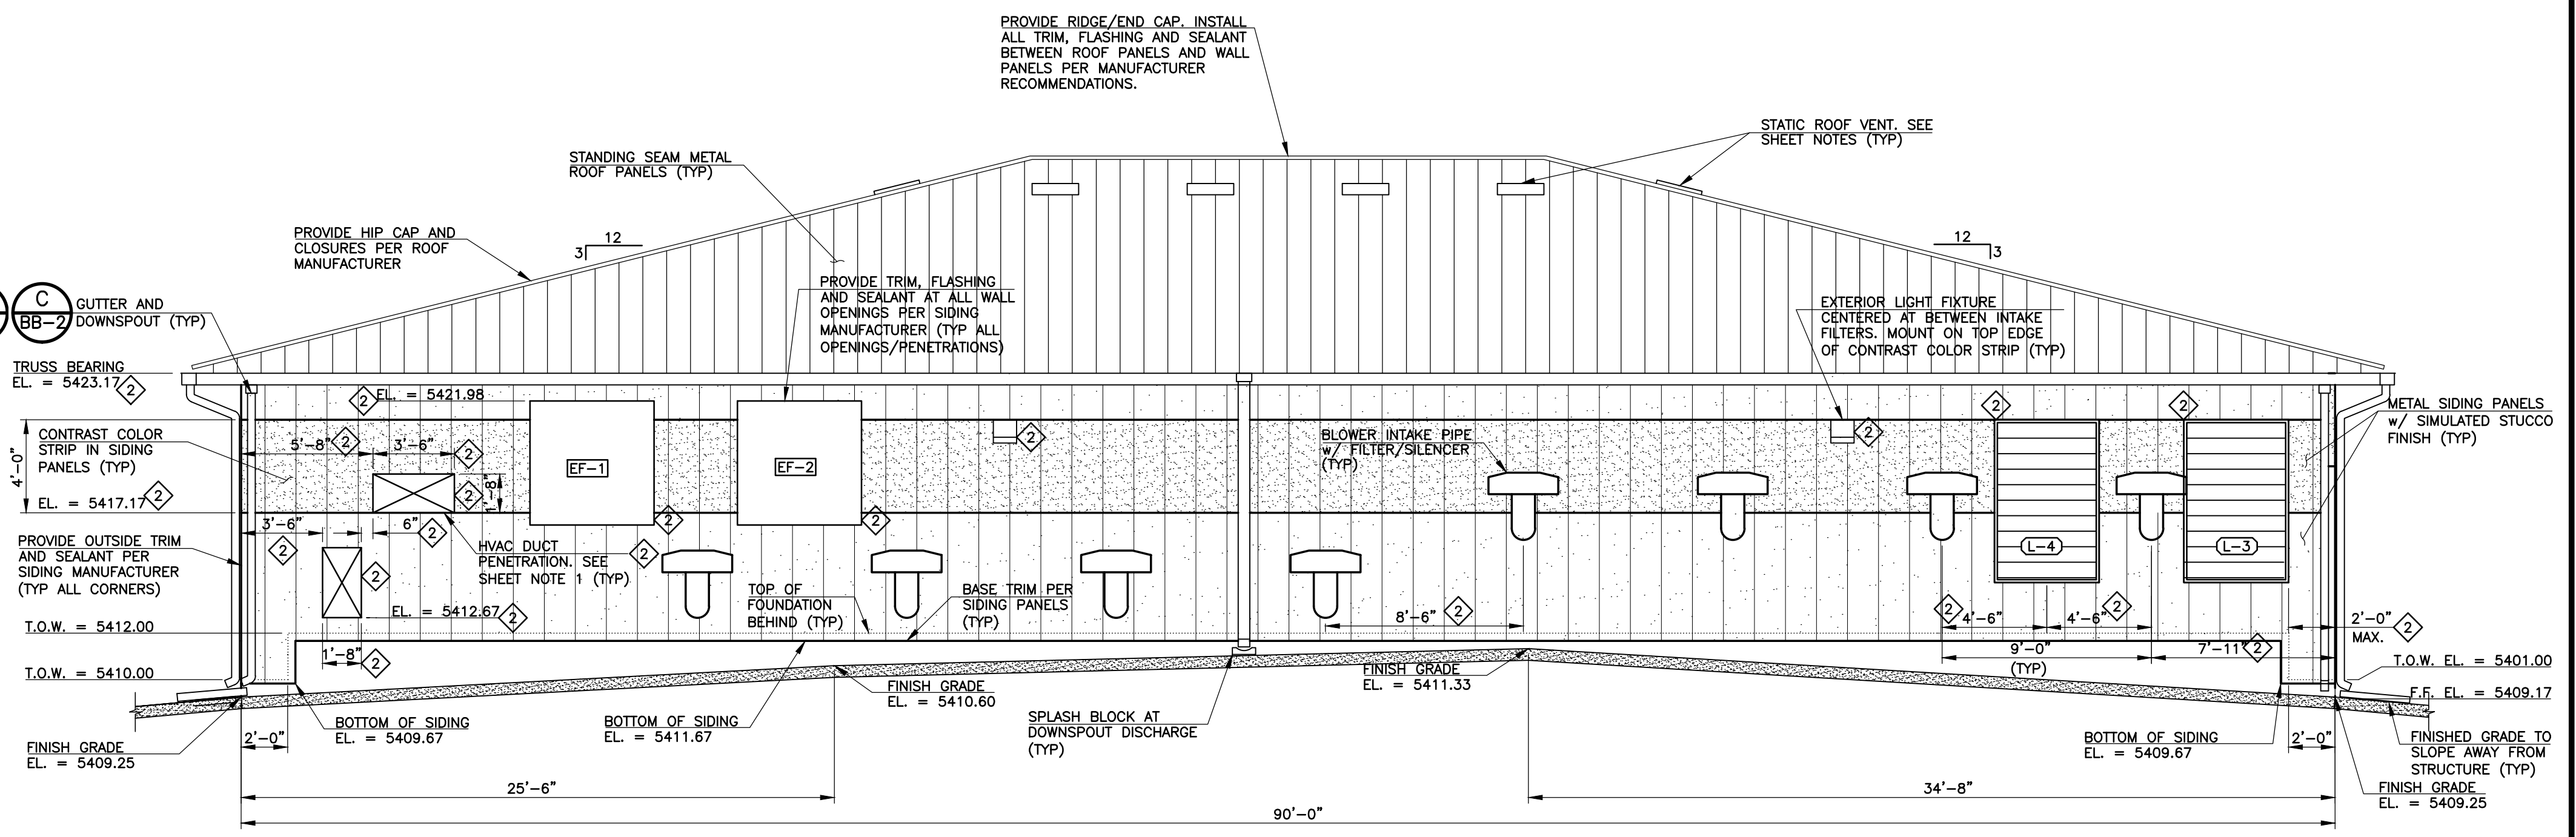 PROVIDE RIDGE/END CAP. INSTALL
ALL TRIM, FLASHING AND SEALANT
BETWEEN ROOF PANELS AND WALL
PANELS PER MANUFACTURER
RECOMMENDATIONS.
STATIC ROOF VENT. SEE
SHEET NOTES (TYP)
STANDING SEAM METAL
ROOF PANELS (TYP)
PROVIDE HIP CAP AND
CLOSURES PER ROOF
MANUFACTURER
12
3
12
3
C
BB-2
GUTTER AND
DOWNSPOUT (TYP)
PROVIDE TRIM, FLASHING
AND SEALANT AT ALL WALL
OPENINGS PER SIDING
MANUFACTURER (TYP ALL
OPENINGS/PENETRATIONS)
EXTERIOR LIGHT FIXTURE
CENTERED AT BETWEEN INTAKE
FILTERS. MOUNT ON TOP EDGE
OF CONTRAST COLOR STRIP (TYP)
TRUSS BEARING
EL. = 5423.17
2
2
EL. = 5421.98
CONTRAST COLOR
STRIP IN SIDING
PANELS (TYP)
4'-0"
5'-8"
2
3'-6"
2
EF-1
EF-2
2
BLOWER INTAKE PIPE
w/ FILTER/SILENCER
(TYP)
2
2
2
METAL SIDING PANELS
w/ SIMULATED STUCCO
FINISH (TYP)
EL. = 5417.17
2
1'-8"
2
3'-6"
2
6"
2
2
2
HVAC DUCT
PENETRATION. SEE
SHEET NOTE 1 (TYP)
2
L-4
L-3
PROVIDE OUTSIDE TRIM
AND SEALANT PER
SIDING MANUFACTURER
(TYP ALL CORNERS)
2
EL. = 5412.67
2
TOP OF
FOUNDATION
BEHIND (TYP)
BASE TRIM PER
SIDING PANELS
(TYP)
8'-6"
2
2
4'-6"
4'-6"
2
2'-0"
MAX.
2
T.O.W. = 5412.00
1'-8"
2
9'-0"
(TYP)
7'-11"
2
T.O.W. = 5410.00
T.O.W. EL. = 5401.00
F.F. EL. = 5409.17
FINISH GRADE
EL. = 5410.60
FINISH GRADE
EL. = 5411.33
SPLASH BLOCK AT
DOWNSPOUT DISCHARGE
(TYP)
BOTTOM OF SIDING
EL. = 5409.67
BOTTOM OF SIDING
EL. = 5411.67
BOTTOM OF SIDING
EL. = 5409.67
FINISH GRADE
EL. = 5409.25
2'-0"
2'-0"
FINISHED GRADE TO
SLOPE AWAY FROM
STRUCTURE (TYP)
FINISH GRADE
EL. = 5409.25
25'-6"
34'-8"
90'-0"